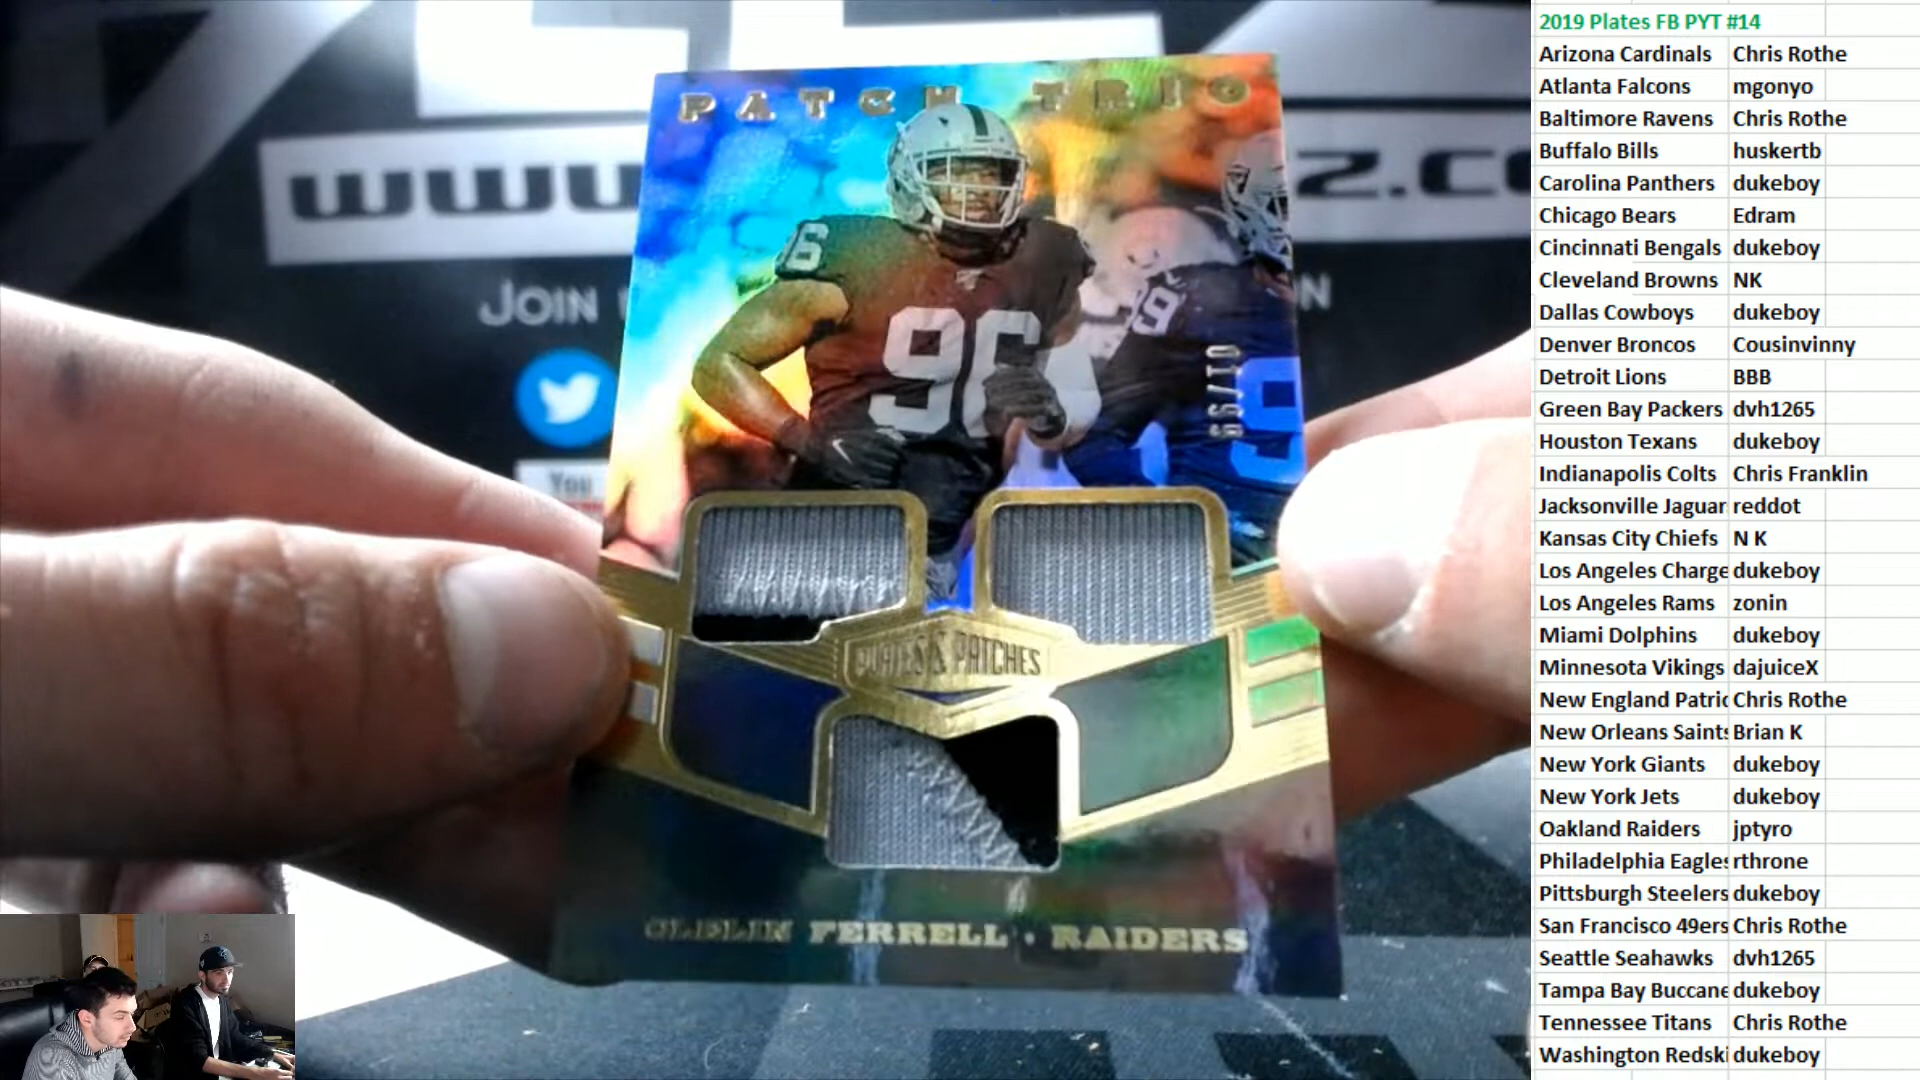 PATCH TRIO
WWW
Z.C
JOIN
N
96
96
99
9
01/99
You
PLATES & PATCHES
CLELIN FERRELL · RAIDERS
2019 Plates FB PYT #14
Arizona Cardinals Chris Rothe
Atlanta Falcons mgonyo
Baltimore Ravens Chris Rothe
Buffalo Bills huskertb
Carolina Panthers dukeboy
Chicago Bears Edram
Cincinnati Bengals dukeboy
Cleveland Browns NK
Dallas Cowboys dukeboy
Denver Broncos Cousinvinny
Detroit Lions BBB
Green Bay Packers dvh1265
Houston Texans dukeboy
Indianapolis Colts Chris Franklin
Jacksonville Jaguar reddot
Kansas City Chiefs N K
Los Angeles Charge dukeboy
Los Angeles Rams zonin
Miami Dolphins dukeboy
Minnesota Vikings dajuiceX
New England Patric Chris Rothe
New Orleans Saints Brian K
New York Giants dukeboy
New York Jets dukeboy
Oakland Raiders jptyro
Philadelphia Eagles rthrone
Pittsburgh Steelers dukeboy
San Francisco 49ers Chris Rothe
Seattle Seahawks dvh1265
Tampa Bay Buccane dukeboy
Tennessee Titans Chris Rothe
Washington Redski dukeboy